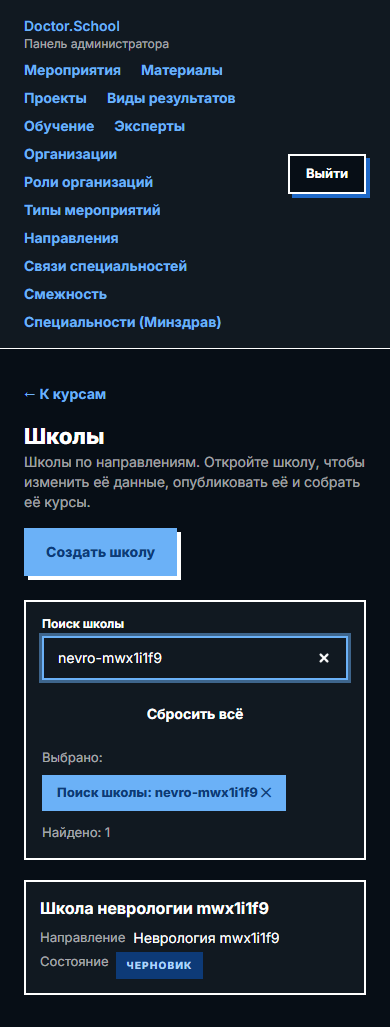 Doctor.School
Панель администратора
Мероприятия Материалы
Проекты Виды результатов
Обучение Эксперты
Организации
Роли организаций
Типы мероприятий
Направления
Связи специальностей
Смежность
Специальности (Минздрав)
Выйти
← К курсам
Школы
Школы по направлениям. Откройте школу, чтобы
изменить её данные, опубликовать её и собрать
её курсы.
Создать школу
Поиск школы
nevro-mwx1i1f9 ×
Сбросить всё
Выбрано:
Поиск школы: nevro-mwx1i1f9 ×
Найдено: 1
Школа неврологии mwx1i1f9
Направление Неврология mwx1i1f9
Состояние ЧЕРНОВИК